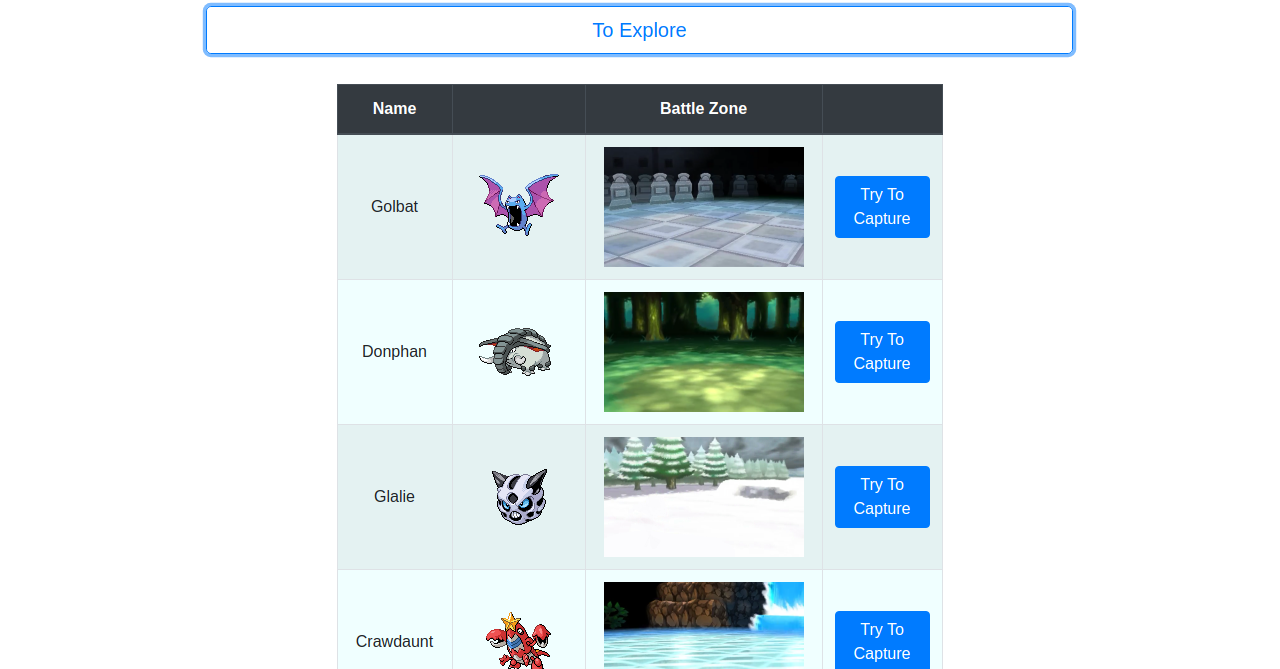 To Explore
Name
Battle Zone
Golbat
Try To
Capture
Donphan
Try To
Capture
Glalie
Try To
Capture
Crawdaunt
Try To
Capture